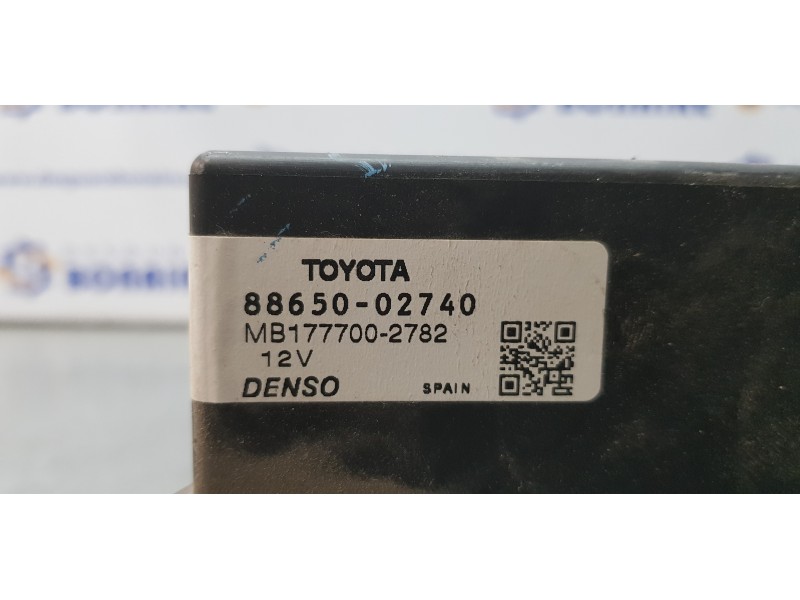 TOYOTA
88650-02740
MB177700-2782
12V
DENSO
SPAIN